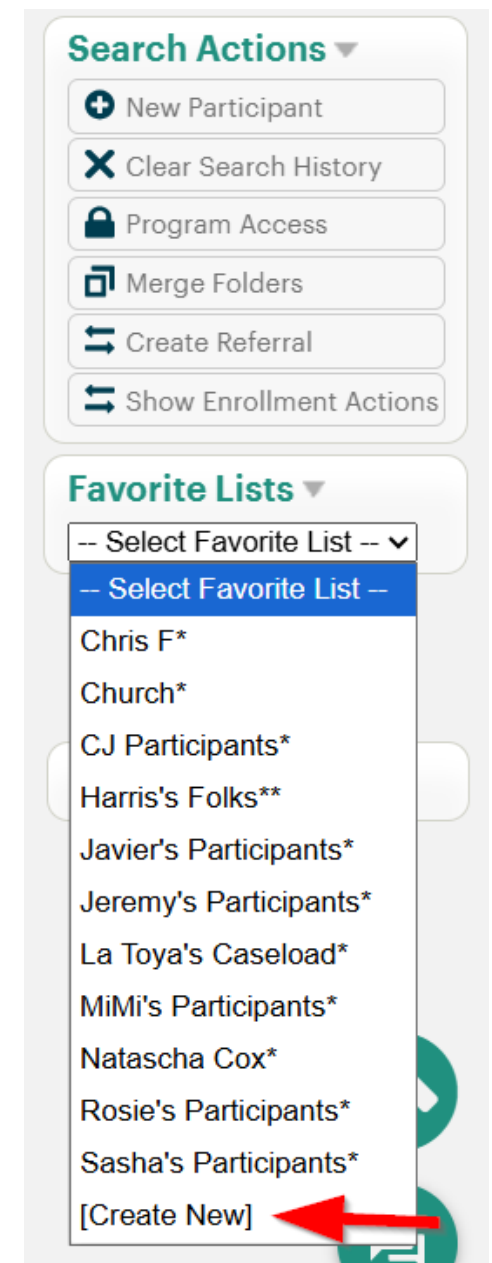 Search Actions
New Participant
Clear Search History
Program Access
Merge Folders
Create Referral
Show Enrollment Actions
Favorite Lists
-- Select Favorite List --
-- Select Favorite List --
Chris F*
Church*
CJ Participants*
Harris's Folks**
Javier's Participants*
Jeremy's Participants*
La Toya's Caseload*
MiMi's Participants*
Natascha Cox*
Rosie's Participants*
Sasha's Participants*
[Create New]